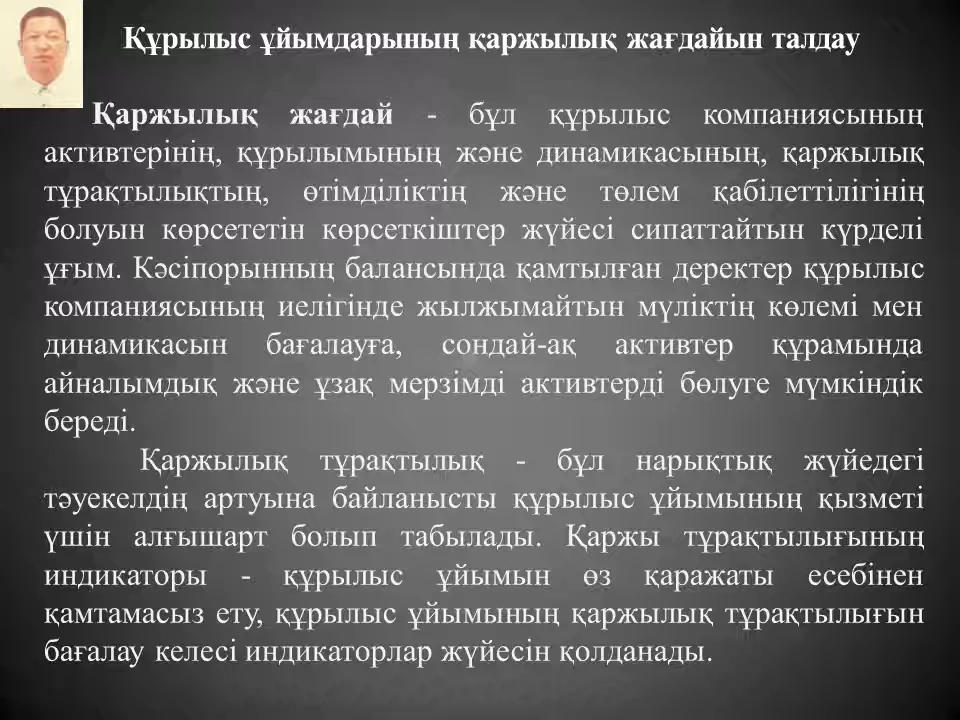 Құрылыс ұйымдарының қаржылық жағдайын талдау
Қаржылық жағдай - бұл құрылыс компаниясының
активтерінің, құрылымының және динамикасының, қаржылық
тұрақтылықтың, өтімділіктің және төлем қабілеттілігінің
болуын көрсететін көрсеткіштер жүйесі сипаттайтын күрделі
ұғым. Кәсіпорынның балансында қамтылған деректер құрылыс
компаниясының иелігінде жылжымайтын мүліктің көлемі мен
динамикасын бағалауға, сондай-ақ активтер құрамында
айналымдық және ұзақ мерзімді активтерді бөлуге мүмкіндік
береді.
Қаржылық тұрақтылық - бұл нарықтық жүйедегі
тәуекелдің артуына байланысты құрылыс ұйымының қызметі
үшін алғышарт болып табылады. Қаржы тұрақтылығының
индикаторы - құрылыс ұйымын өз қаражаты есебінен
қамтамасыз ету, құрылыс ұйымының қаржылық тұрақтылығын
бағалау келесі индикаторлар жүйесін қолданады.